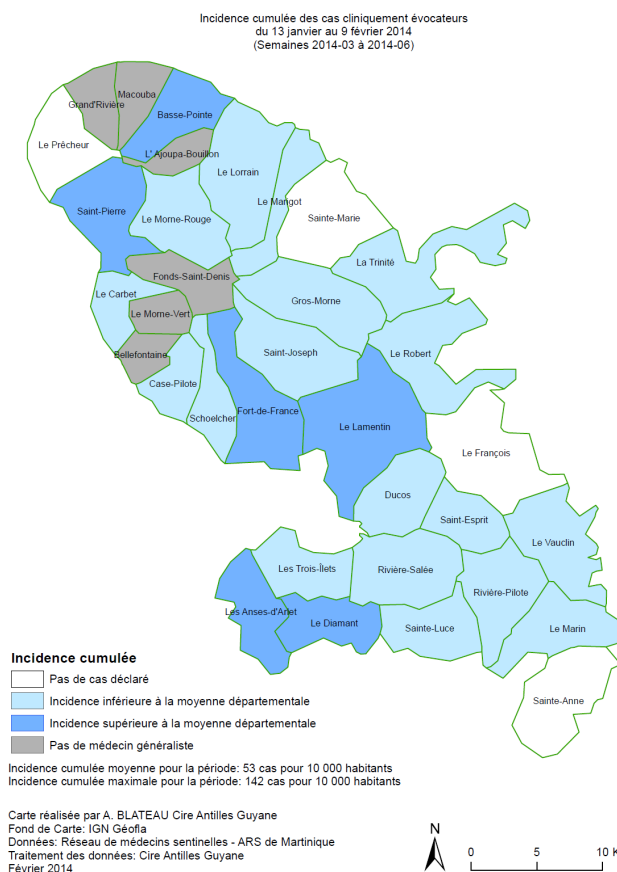 Incidence cumulée des cas cliniquement évocateurs
du 13 janvier au 9 février 2014
(Semaines 2014-03 à 2014-06)
Macouba
Grand'Rivière
Basse-Pointe
Le Prêcheur
L' Ajoupa-Bouillon
Le Lorrain
Le Marigot
Saint-Pierre
Le Morne-Rouge
Sainte-Marie
La Trinité
Fonds-Saint-Denis
Le Carbet
Gros-Morne
Le Morne-Vert
Bellefontaine
Saint-Joseph
Le Robert
Case-Pilote
Schoelcher
Fort-de-France
Le Lamentin
Le François
Ducos
Saint-Esprit
Le Vauclin
Les Trois-Îlets
Rivière-Salée
Rivière-Pilote
Les Anses-d'Arlet
Le Diamant
Sainte-Luce
Le Marin
Sainte-Anne
Incidence cumulée
Pas de cas déclaré
Incidence inférieure à la moyenne départementale
Incidence supérieure à la moyenne départementale
Pas de médecin généraliste
Incidence cumulée moyenne pour la période: 53 cas pour 10 000 habitants
Incidence cumulée maximale pour la période: 142 cas pour 10 000 habitants
Carte réalisée par A. BLATEAU Cire Antilles Guyane
Fond de Carte: IGN Géofla
Données: Réseau de médecins sentinelles - ARS de Martinique
Traitement des données: Cire Antilles Guyane
Février 2014
N
0 5 10 K